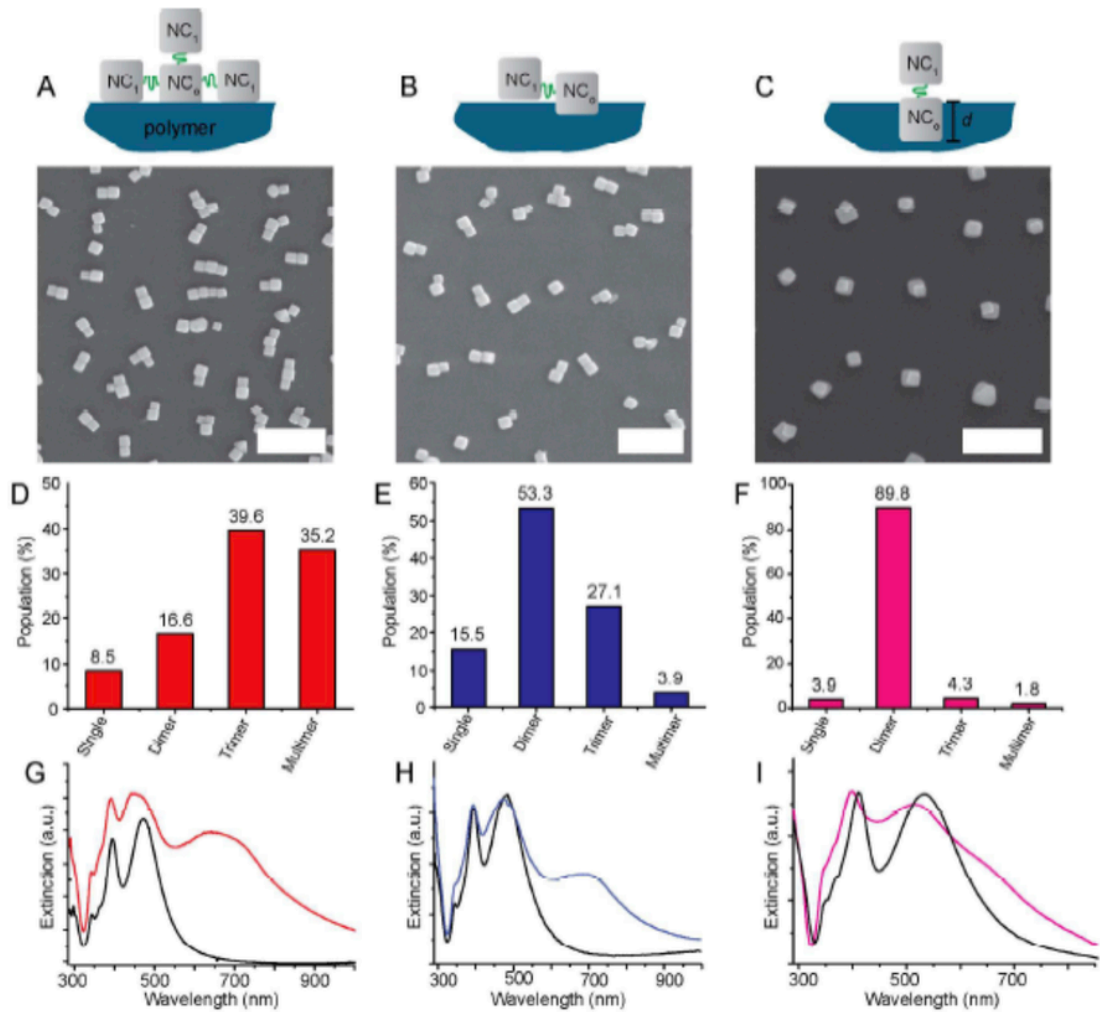 A
NC₁
NC₁ NC₀ NC₁
polymer
B
NC₁ NC₀
C
NC₁
NC₀ d
D
Population (%)
50
40
30
20
10
0
8.5
16.6
39.6
35.2
Single
Dimer
Trimer
Multimer
E
Population (%)
60
50
40
30
20
10
0
15.5
53.3
27.1
3.9
Single
Dimer
Trimer
Multimer
F
Population (%)
100
80
60
40
20
0
3.9
89.8
4.3
1.8
Single
Dimer
Trimer
Multimer
G
Extinction (a.u.)
300 500 700 900
Wavelength (nm)
H
Extinction (a.u.)
300 500 700 900
Wavelength (nm)
I
Extinction (a.u.)
300 500 700
Wavelength (nm)